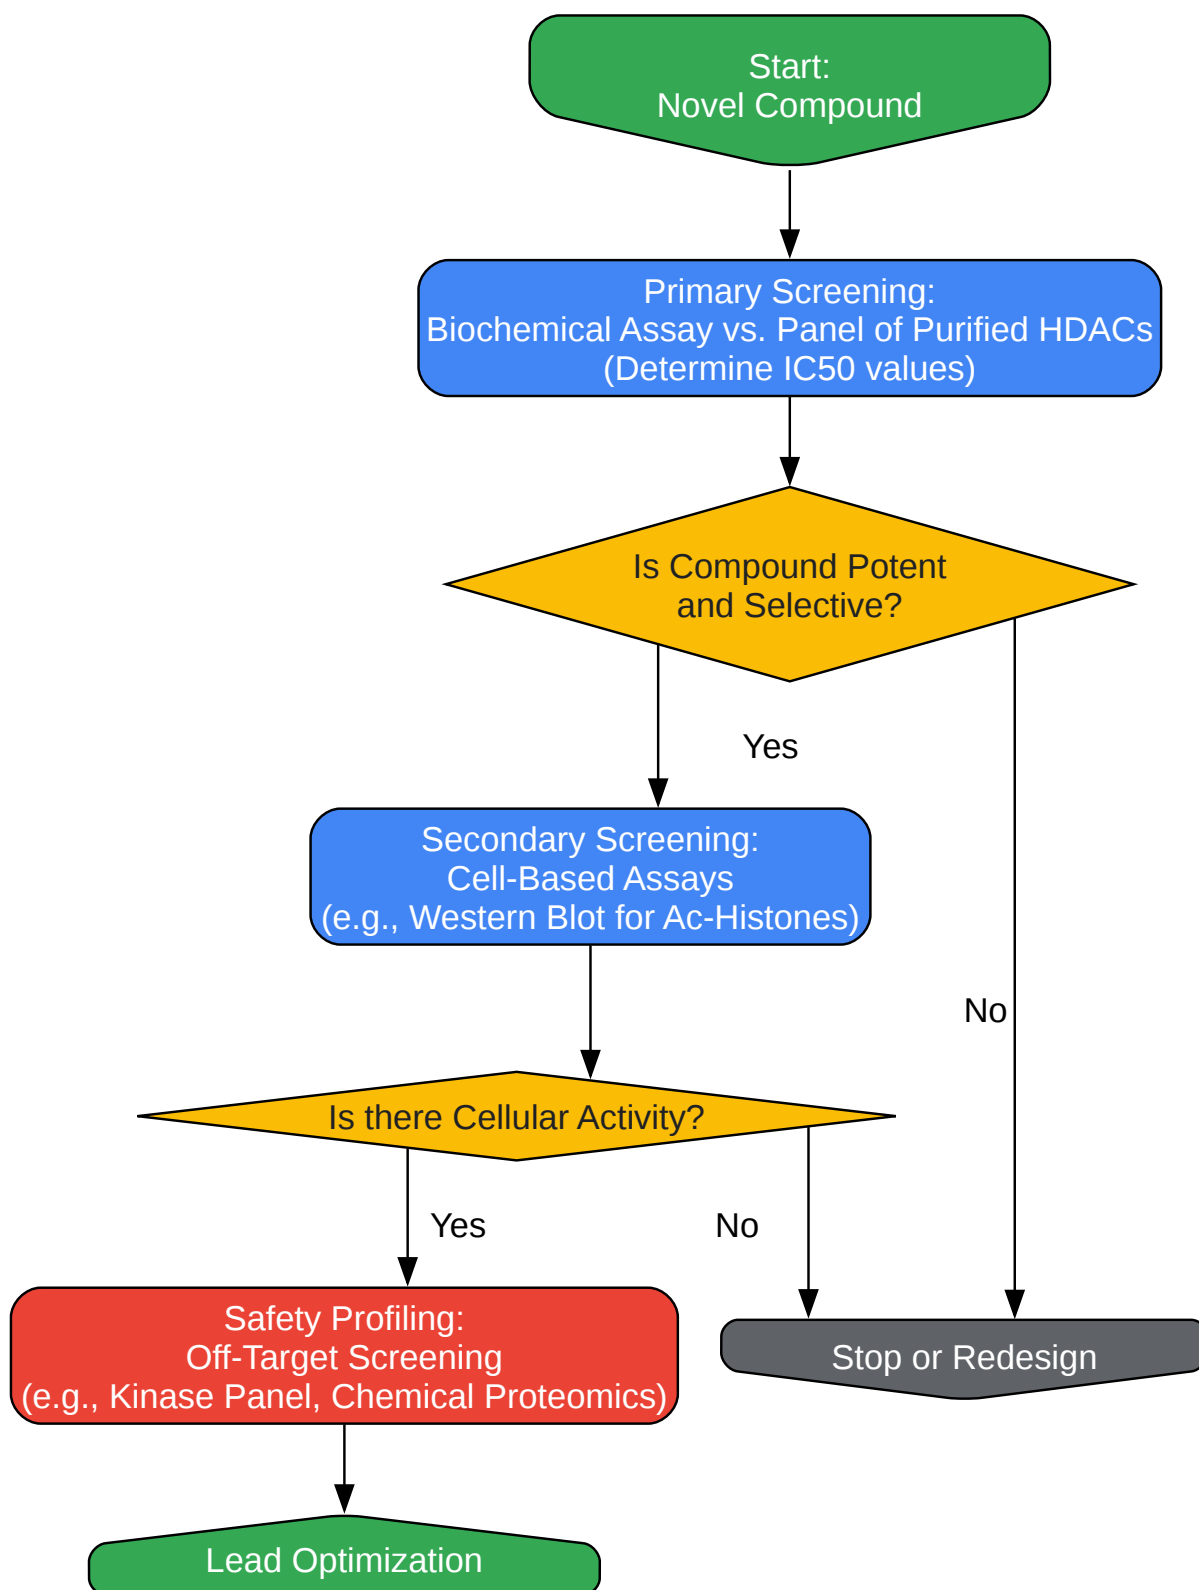 Start:
Novel Compound
Primary Screening:
Biochemical Assay vs. Panel of Purified HDACs
(Determine IC50 values)
Is Compound Potent
and Selective?
Yes
Secondary Screening:
Cell-Based Assays
(e.g., Western Blot for Ac-Histones)
No
Is there Cellular Activity?
Yes
No
Safety Profiling:
Off-Target Screening
(e.g., Kinase Panel, Chemical Proteomics)
Stop or Redesign
Lead Optimization